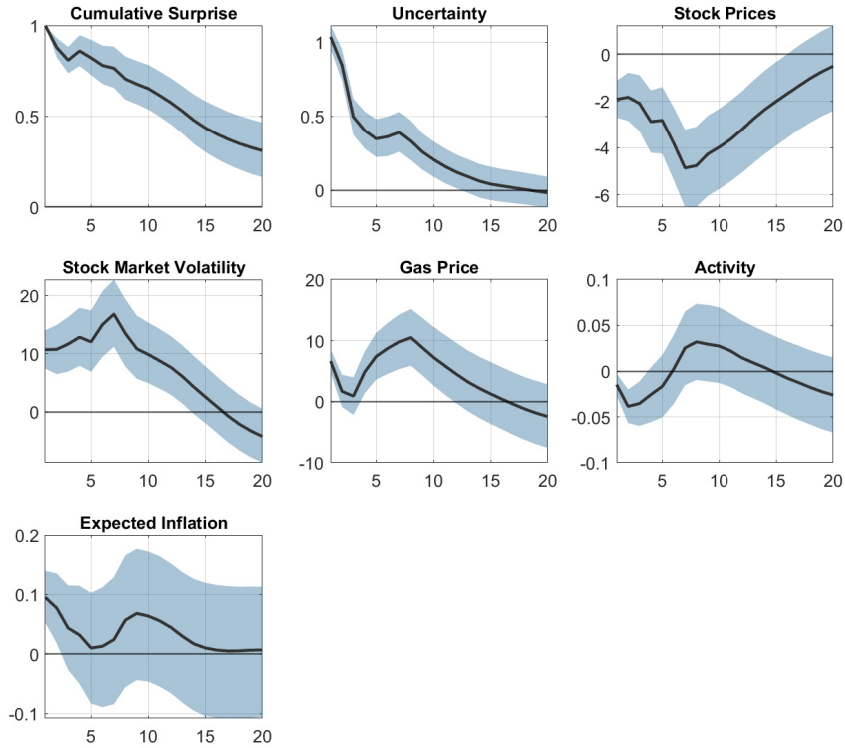 Cumulative Surprise
1
0.5
0
5 10 15 20
Uncertainty
1
0.5
0
5 10 15 20
Stock Prices
0
-2
-4
-6
5 10 15 20
Stock Market Volatility
20
10
0
5 10 15 20
Gas Price
20
10
0
-10
5 10 15 20
Activity
0.1
0.05
0
-0.05
-0.1
5 10 15 20
Expected Inflation
0.2
0.1
0
-0.1
5 10 15 20